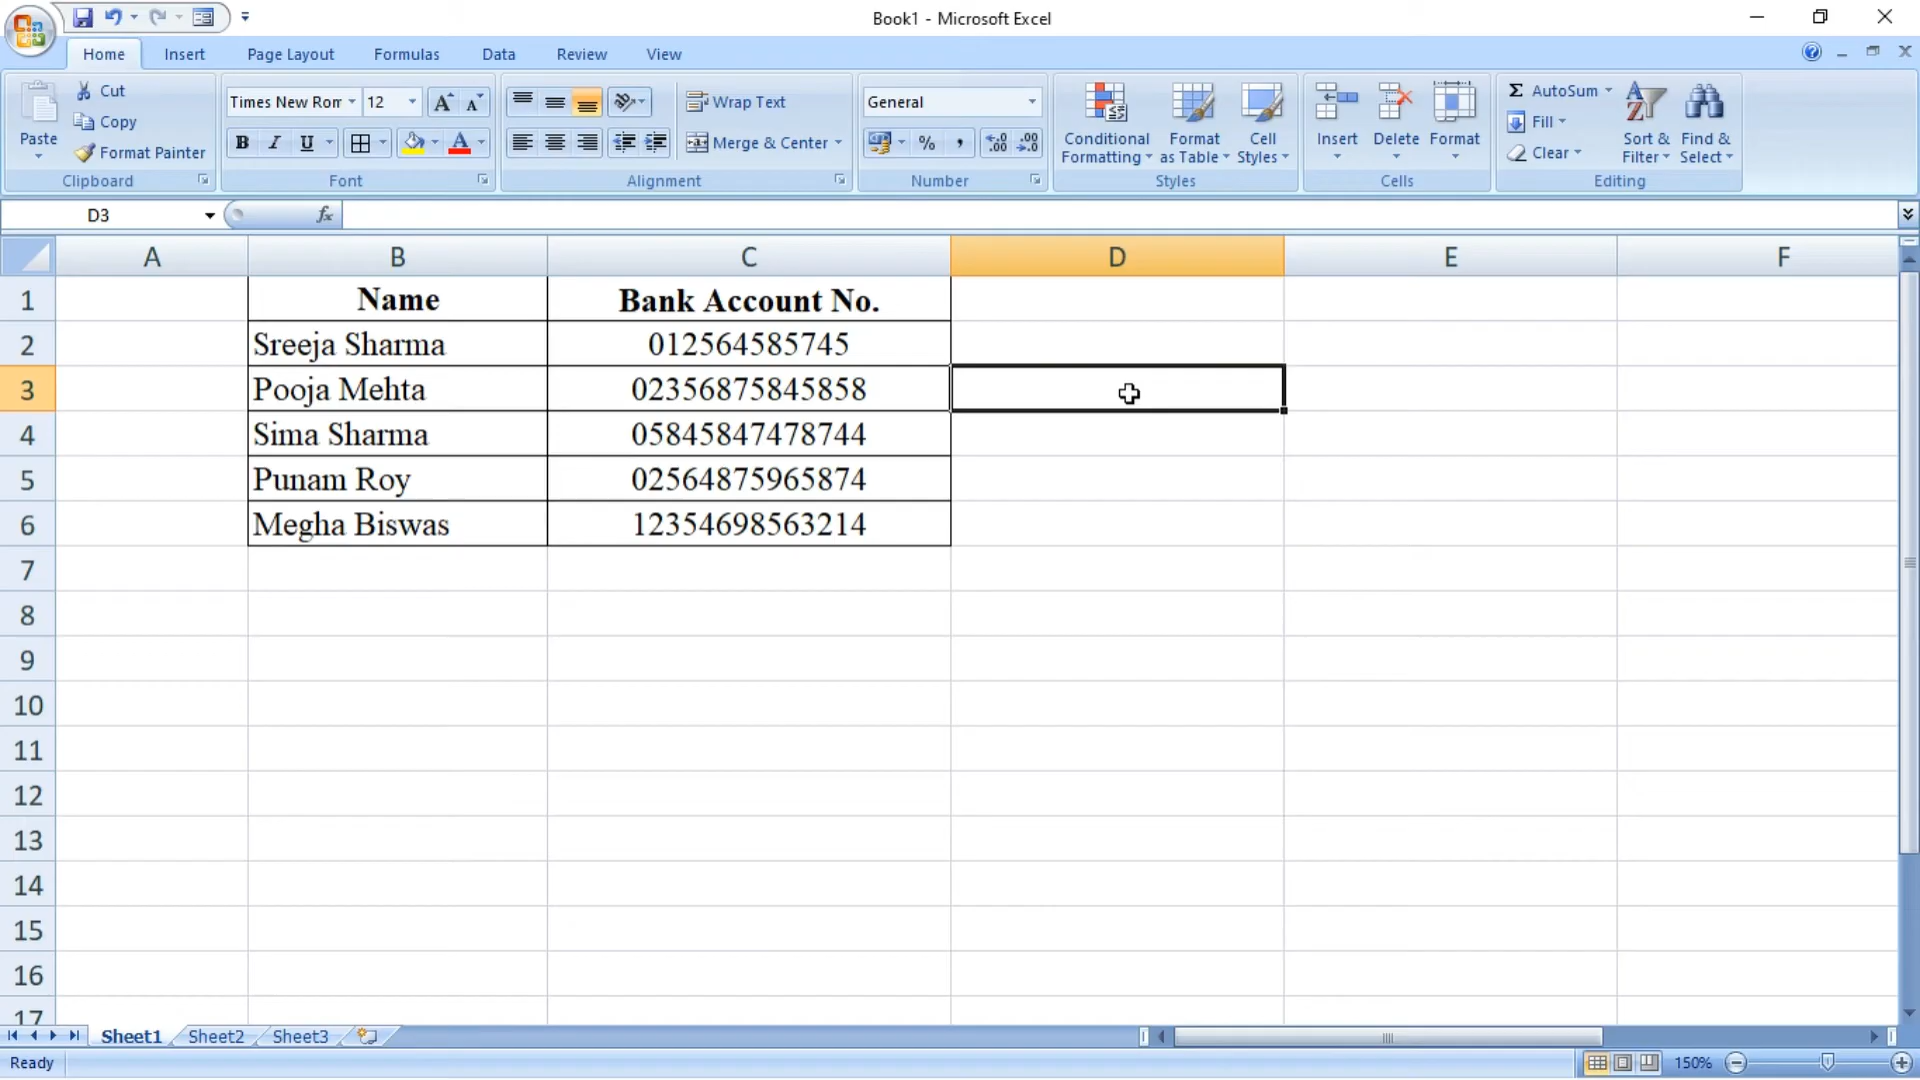 Book1 - Microsoft Excel
Home Insert Page Layout Formulas Data Review View
Paste
Cut
Copy
Format Painter
Clipboard
Times New Ror 12
B I U
Font
Wrap Text
Merge & Center
Alignment
General
% ,
Number
Conditional Formatting
Format as Table
Cell Styles
Styles
Insert Delete Format
Cells
Σ AutoSum
Fill
Clear
Sort & Filter
Find & Select
Editing
D3 fx
A B C D E F
1 Name Bank Account No.
2 Sreeja Sharma 012564585745
3 Pooja Mehta 02356875845858
4 Sima Sharma 05845847478744
5 Punam Roy 02564875965874
6 Megha Biswas 12354698563214
7
8
9
10
11
12
13
14
15
16
17
Sheet1 Sheet2 Sheet3
Ready 150%